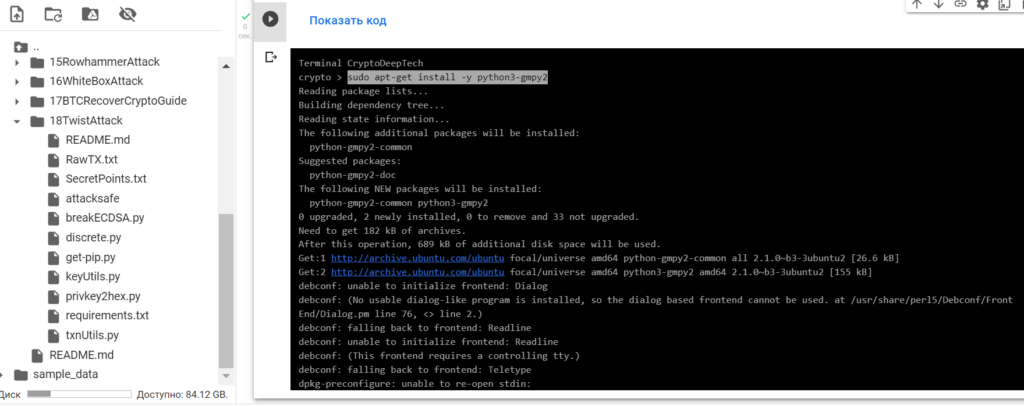 ..
15RowhammerAttack
16WhiteBoxAttack
17BTCRecoverCryptoGuide
18TwistAttack
README.md
RawTX.txt
SecretPoints.txt
attacksafe
breakECDSA.py
discrete.py
get-pip.py
keyUtils.py
privkey2hex.py
requirements.txt
txnUtils.py
README.md
sample_data
Диск
Доступно: 84.12 GB.
0
сек.
Показать код
Terminal CryptoDeepTech
crypto > sudo apt-get install -y python3-gmpy2
Reading package lists...
Building dependency tree...
Reading state information...
The following additional packages will be installed:
python-gmpy2-common
Suggested packages:
python-gmpy2-doc
The following NEW packages will be installed:
python-gmpy2-common python3-gmpy2
0 upgraded, 2 newly installed, 0 to remove and 33 not upgraded.
Need to get 182 kB of archives.
After this operation, 689 kB of additional disk space will be used.
Get:1 http://archive.ubuntu.com/ubuntu focal/universe amd64 python-gmpy2-common all 2.1.0~b3-3ubuntu2 [26.6 kB]
Get:2 http://archive.ubuntu.com/ubuntu focal/universe amd64 python3-gmpy2 amd64 2.1.0~b3-3ubuntu2 [155 kB]
debconf: unable to initialize frontend: Dialog
debconf: (No usable dialog-like program is installed, so the dialog based frontend cannot be used. at /usr/share/perl5/Debconf/Front
End/Dialog.pm line 76, <> line 2.)
debconf: falling back to frontend: Readline
debconf: unable to initialize frontend: Readline
debconf: (This frontend requires a controlling tty.)
debconf: falling back to frontend: Teletype
dpkg-preconfigure: unable to re-open stdin: